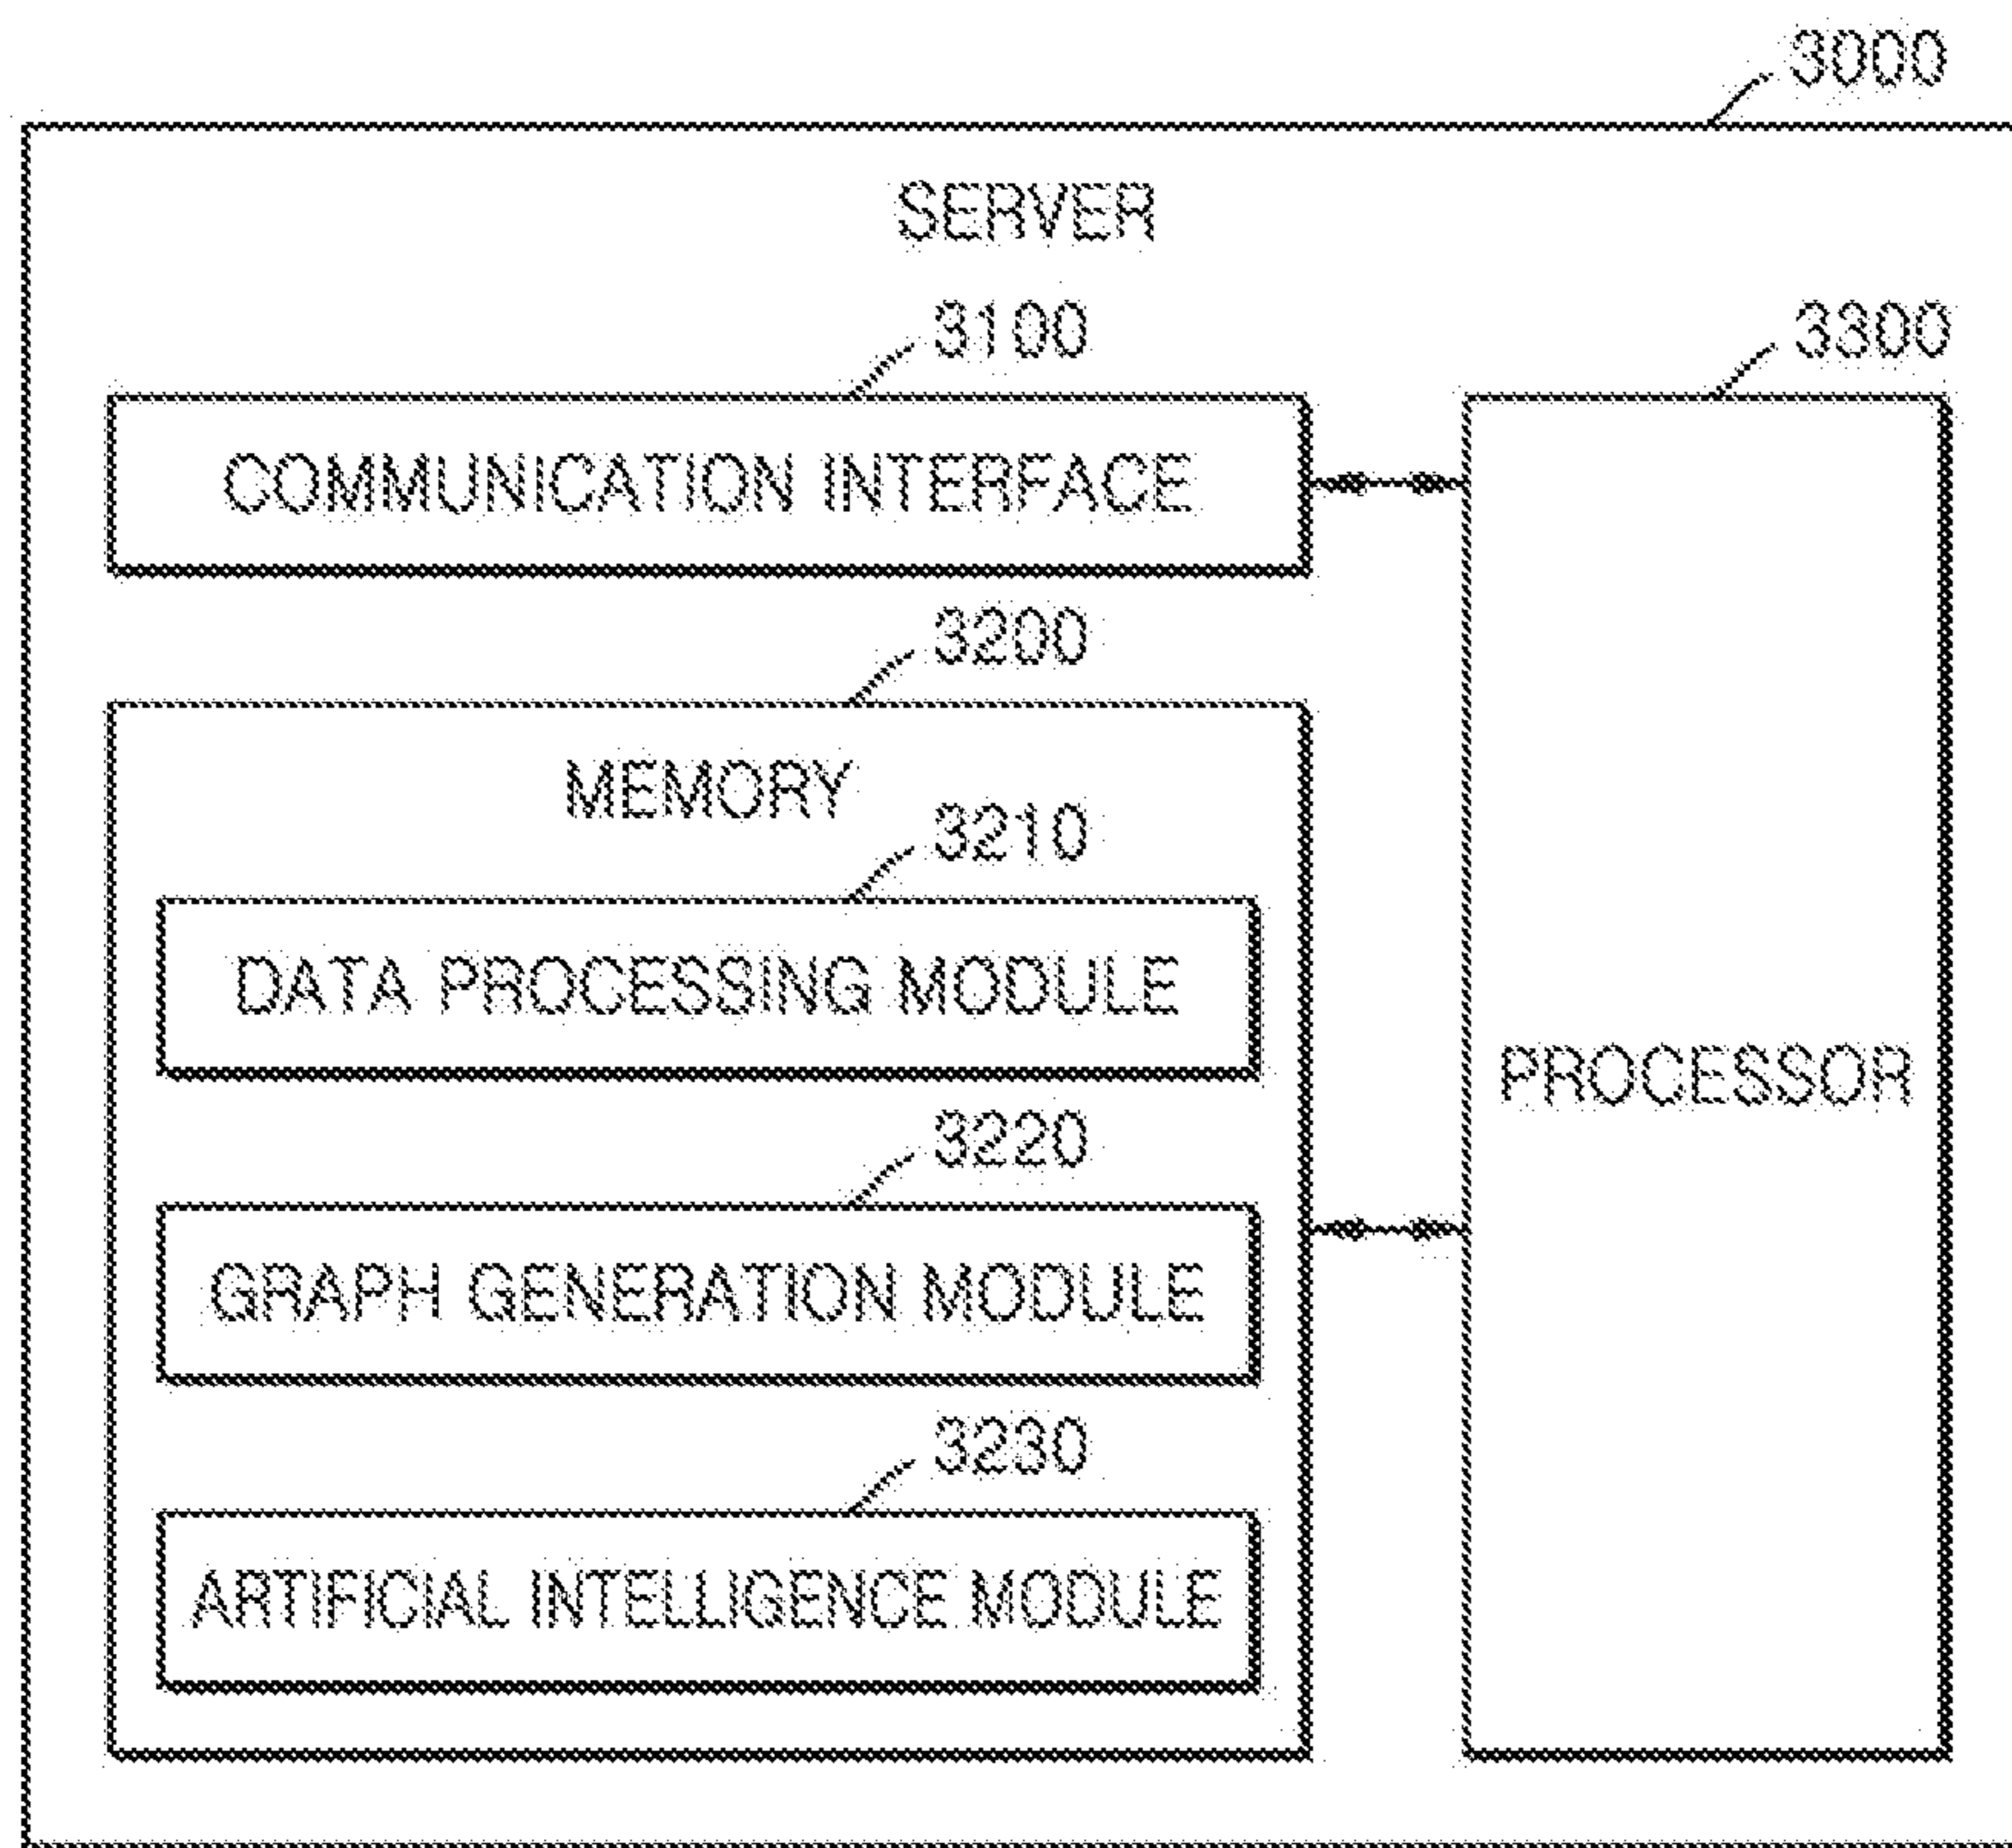 3000
SERVER
3100
3300
COMMUNICATION INTERFACE
3200
MEMORY
3210
DATA PROCESSING MODULE
PROCESSOR
3220
GRAPH GENERATION MODULE
3230
ARTIFICIAL INTELLIGENCE MODULE